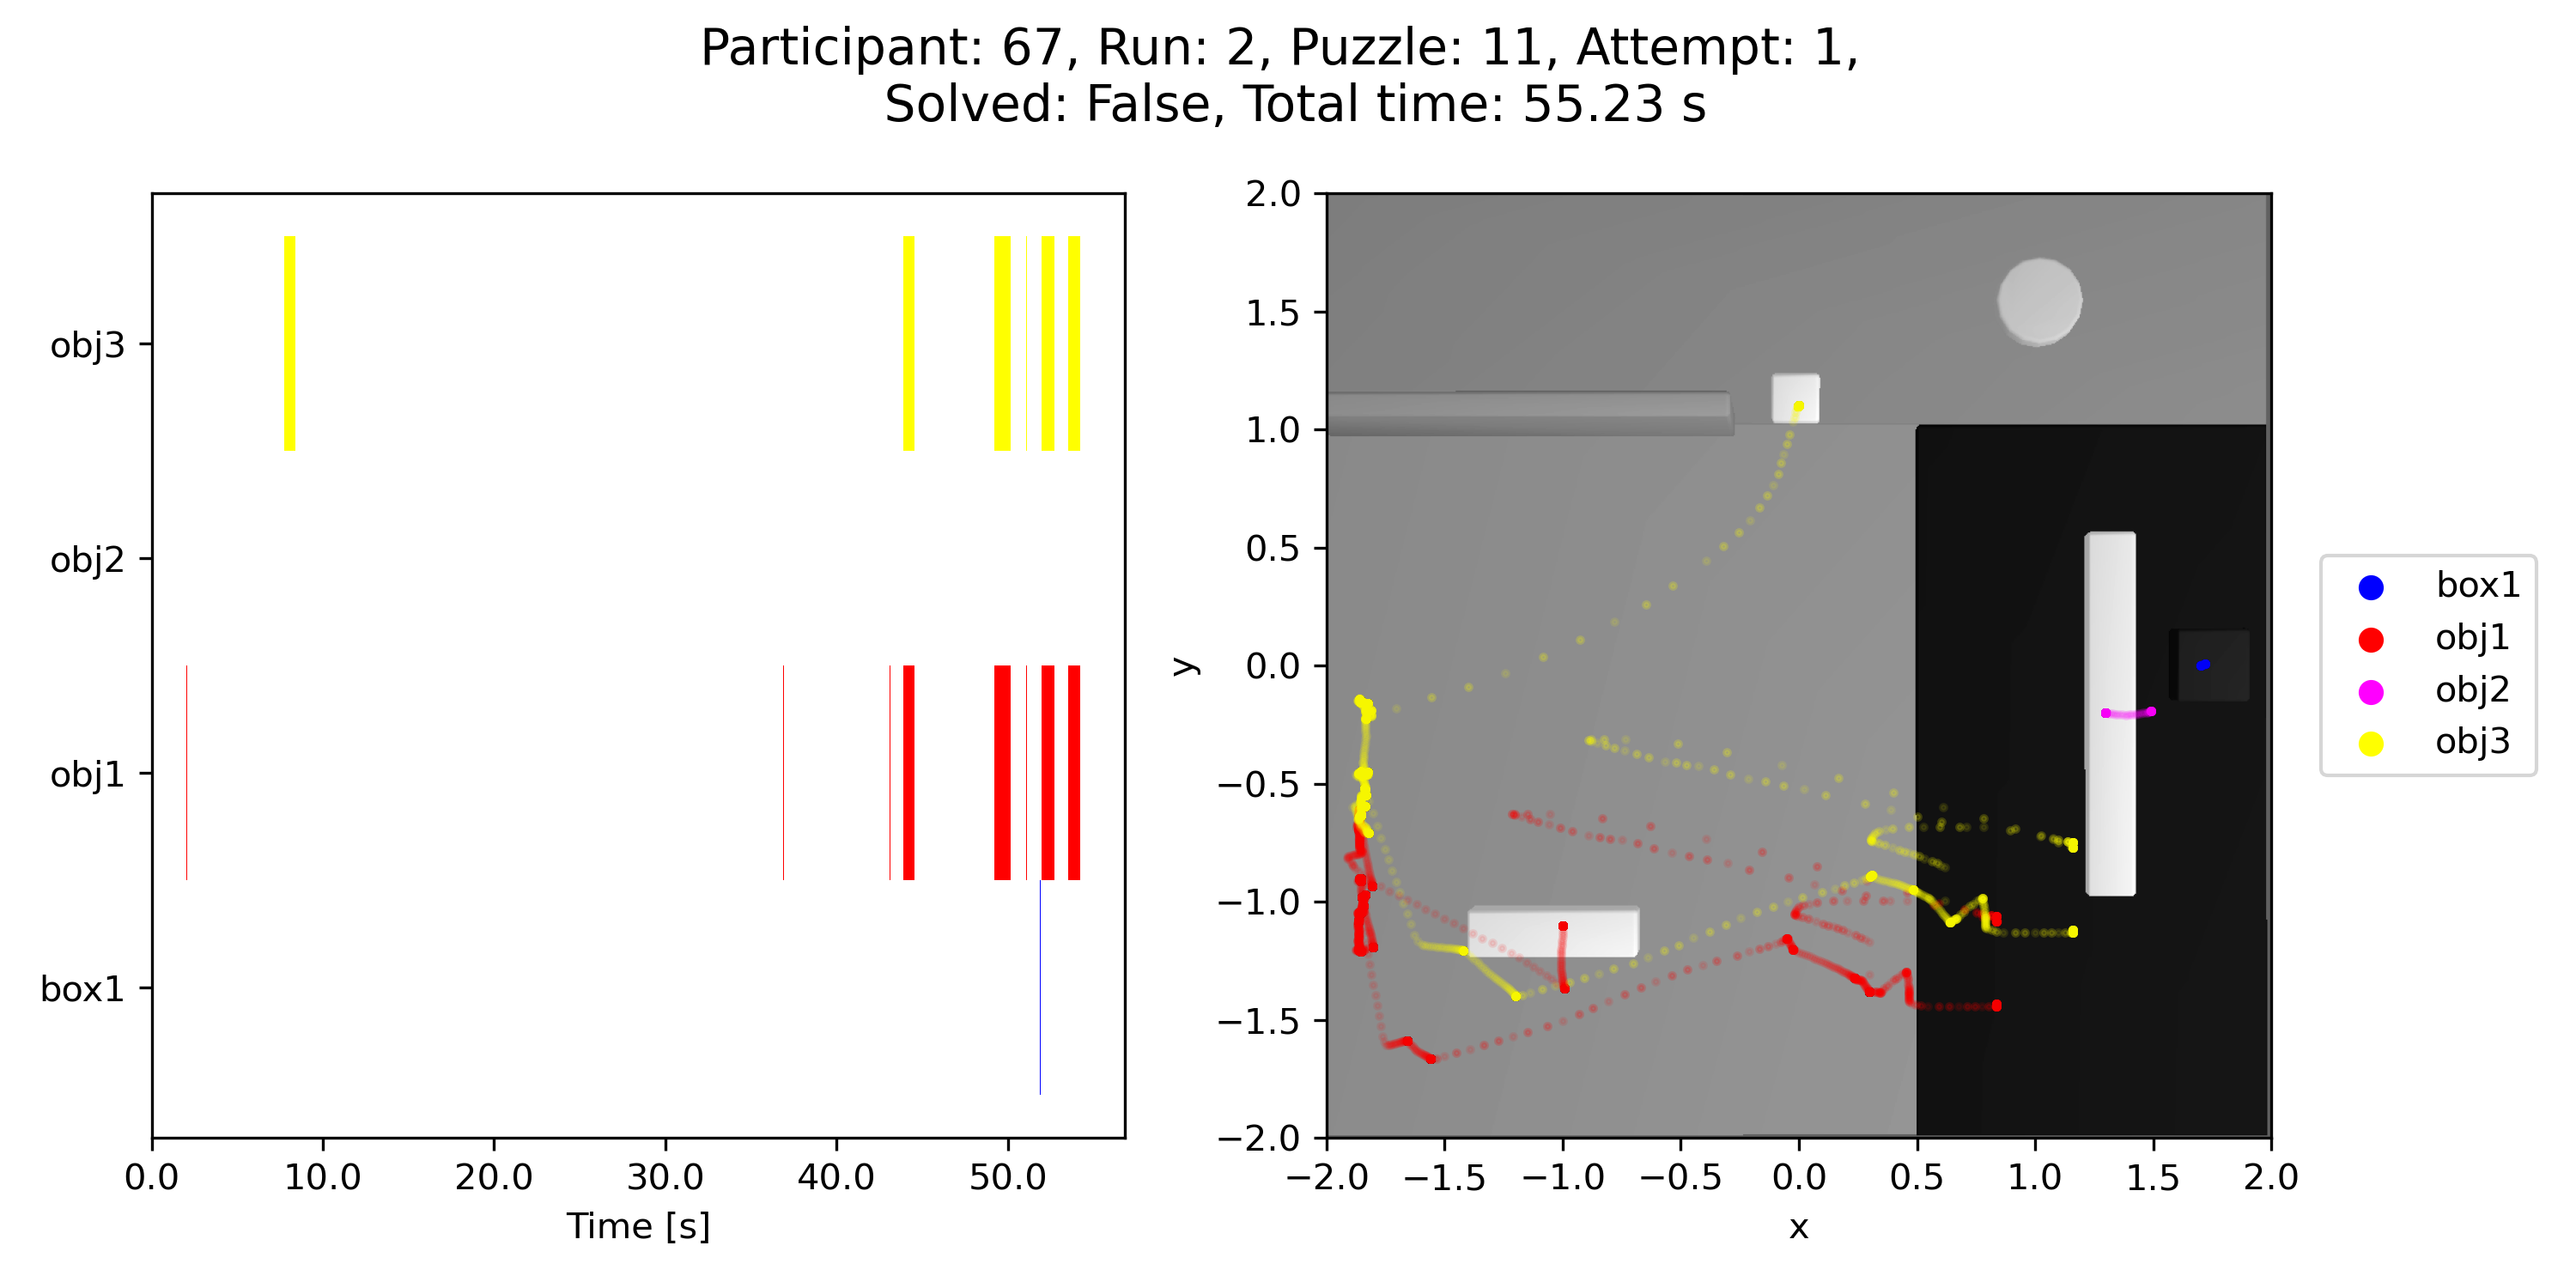 Participant: 67, Run: 2, Puzzle: 11, Attempt: 1,
Solved: False, Total time: 55.23 s
obj3
obj2
obj1
box1
0.0 10.0 20.0 30.0 40.0 50.0
Time [s]
2.0
1.5
1.0
0.5
0.0
−0.5
−1.0
−1.5
−2.0
y
−2.0 −1.5 −1.0 −0.5 0.0 0.5 1.0 1.5 2.0
x
box1
obj1
obj2
obj3